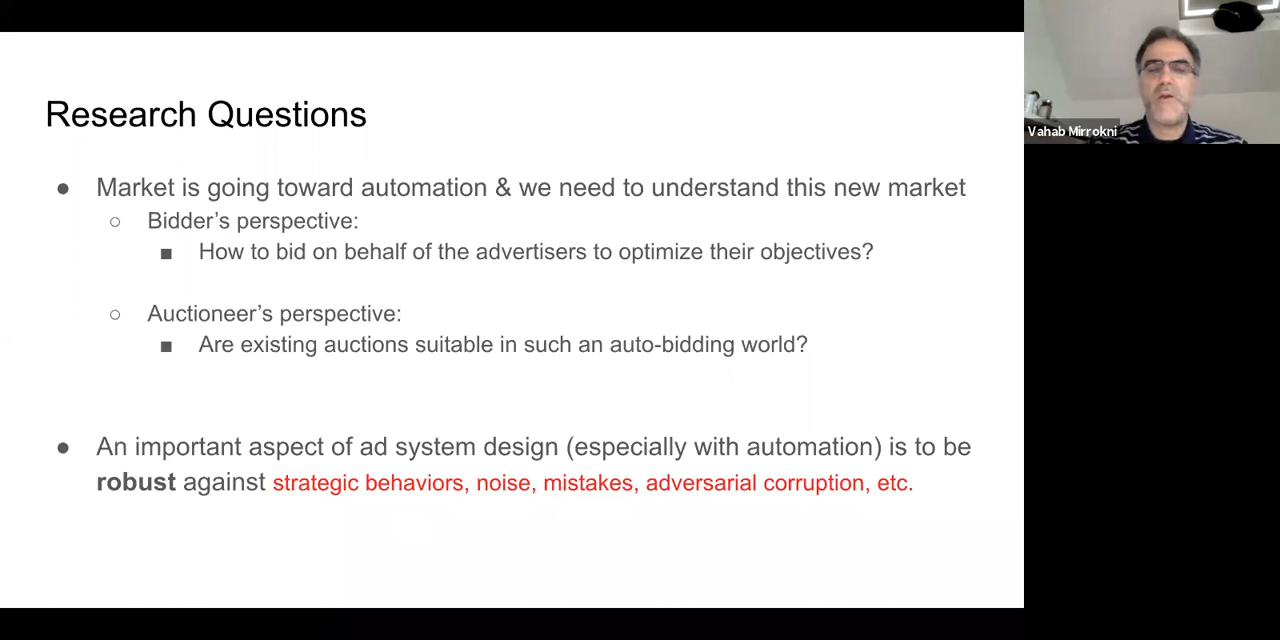 Research Questions
● Market is going toward automation & we need to understand this new market
○ Bidder’s perspective:
■ How to bid on behalf of the advertisers to optimize their objectives?
○ Auctioneer’s perspective:
■ Are existing auctions suitable in such an auto-bidding world?
● An important aspect of ad system design (especially with automation) is to be
robust against strategic behaviors, noise, mistakes, adversarial corruption, etc.
Vahab Mirrokni